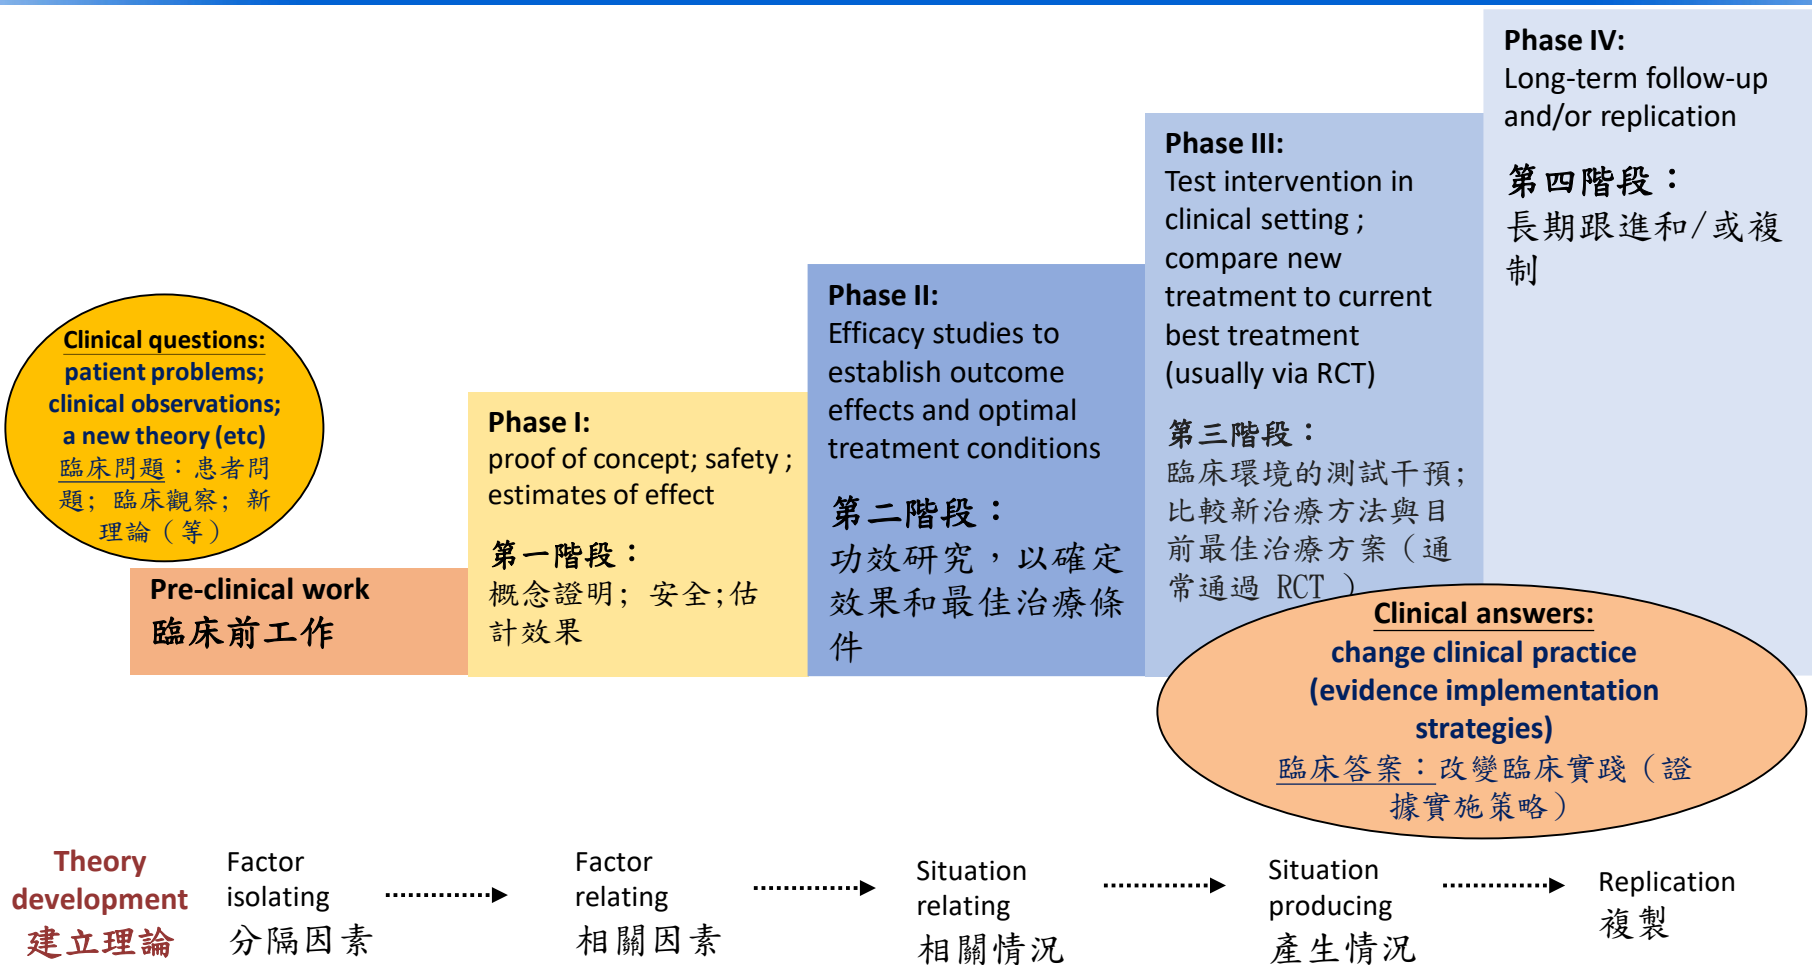 Clinical questions:
patient problems;
clinical observations;
a new theory (etc)
臨床問題：患者問
題; 臨床觀察; 新
理論（等）
Pre-clinical work
臨床前工作
Phase I:
proof of concept; safety ;
estimates of effect
第一階段：
概念證明; 安全;估
計效果
Phase II:
Efficacy studies to
establish outcome
effects and optimal
treatment conditions
第二階段：
功效研究，以確定
效果和最佳治療條
件
Phase III:
Test intervention in
clinical setting ;
compare new
treatment to current
best treatment
(usually via RCT)
第三階段：
臨床環境的測試干預;
比較新治療方法與目
前最佳治療方案（通
常通過 RCT ）
Phase IV:
Long-term follow-up
and/or replication
第四階段：
長期跟進和/或複
制
Clinical answers:
change clinical practice
(evidence implementation
strategies)
臨床答案：改變臨床實踐（證
據實施策略）
Theory
development
建立理論
Factor
isolating
分隔因素
Factor
relating
相關因素
Situation
relating
相關情況
Situation
producing
產生情況
Replication
複製